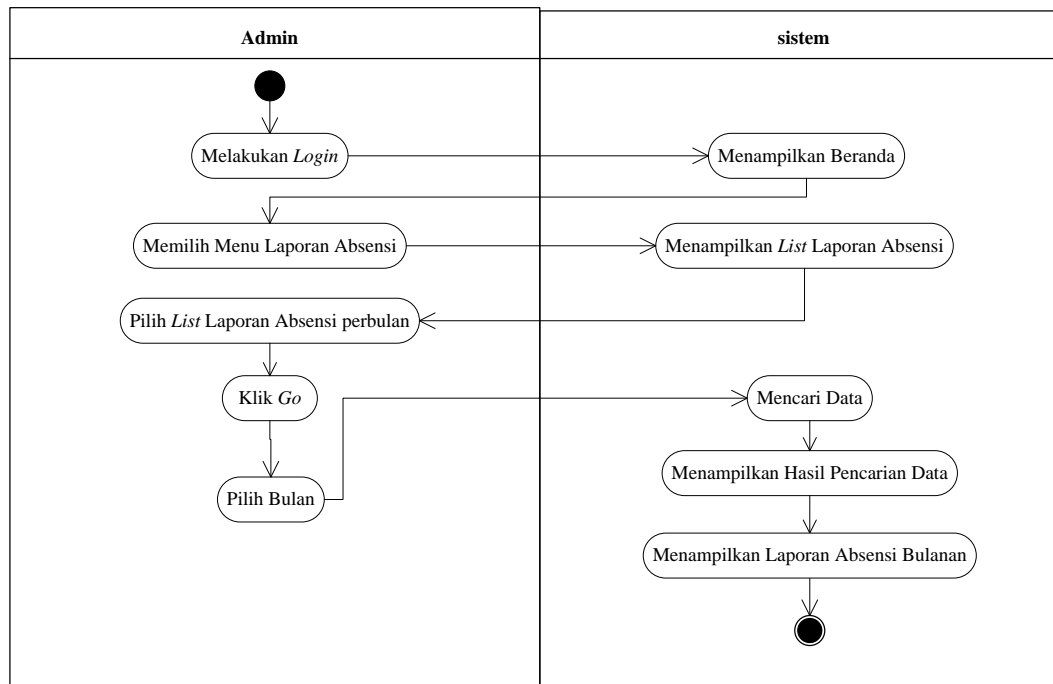 Admin
sistem
Melakukan Login
Menampilkan Beranda
Memilih Menu Laporan Absensi
Menampilkan List Laporan Absensi
Pilih List Laporan Absensi perbulan
Klik Go
Mencari Data
Menampilkan Hasil Pencarian Data
Pilih Bulan
Menampilkan Laporan Absensi Bulanan